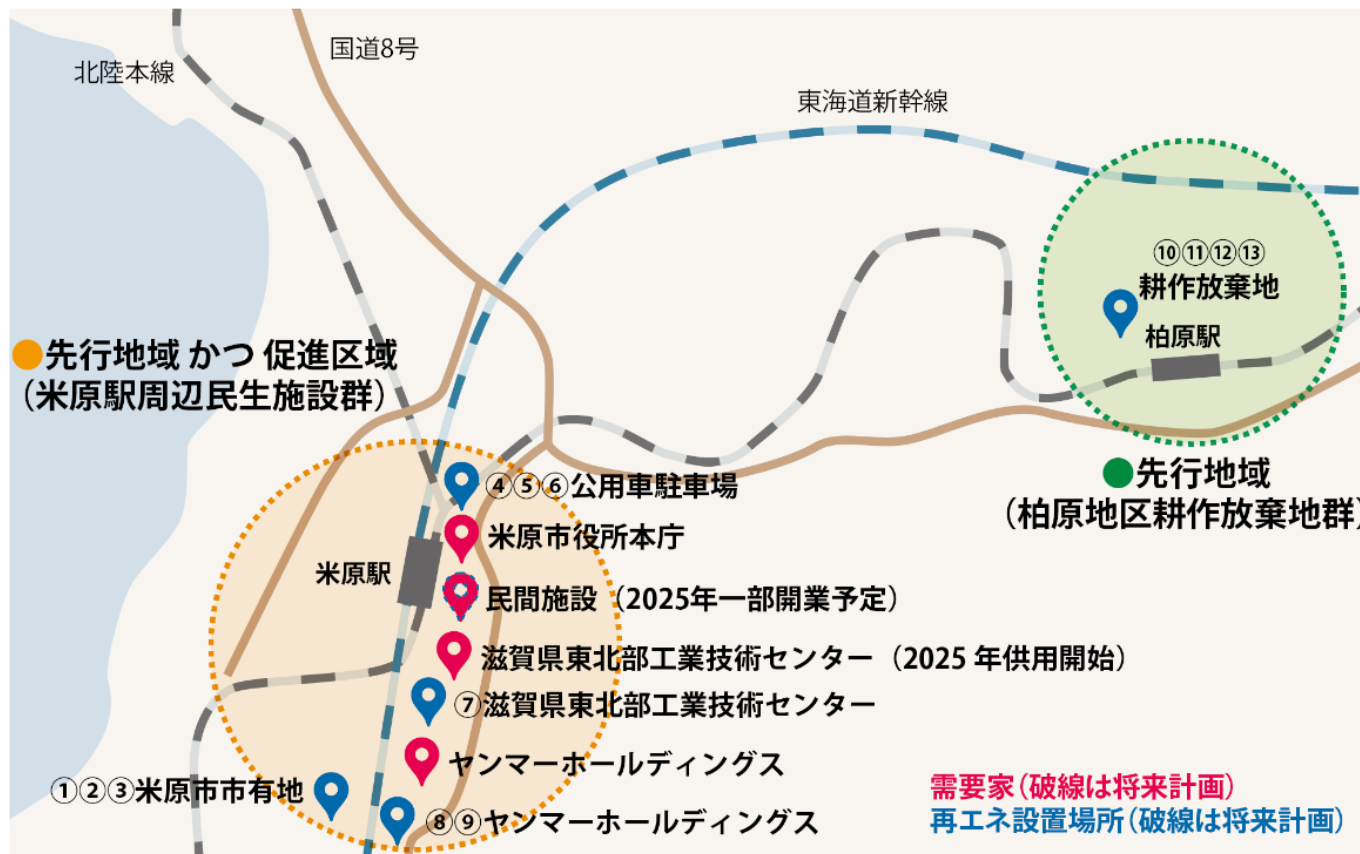 国道8号
北陸本線
東海道新幹線
⑩⑪⑫⑬
耕作放棄地
柏原駅
●先行地域 かつ 促進区域
（米原駅周辺民生施設群）
●先行地域
（柏原地区耕作放棄地群）
④⑤⑥公用車駐車場
米原市役所本庁
米原駅
民間施設（2025年一部開業予定）
滋賀県東北部工業技術センター（2025 年供用開始）
⑦滋賀県東北部工業技術センター
ヤンマーホールディングス
①②③米原市市有地
⑧⑨ヤンマーホールディングス
需要家（破線は将来計画）
再エネ設置場所（破線は将来計画）